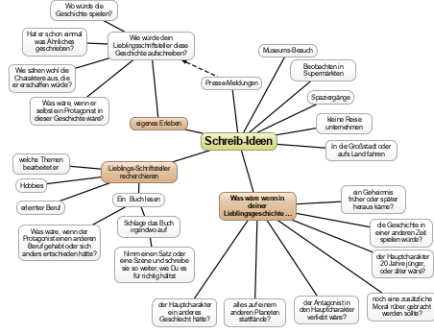 Wo würde die
Geschichte spielen?
Hat er schon einmal
was Ähnliches
geschrieben?
Wie würde dein
Lieblingsschriftsteller diese
Geschichte aufschreiben?
Wie sähen wohl die
Charaktere aus, die
er erschaffen würde?
Was wäre, wenn er
selbst ein Protagonist in
dieser Geschichte wäre?
Presse-Meldungen
Museums-Besuch
Beobachten in
Supermärkten
Spaziergänge
kleine Reise
unternehmen
In die Großstadt oder
aufs Land fahren
eigenes Erleben
Schreib-Ideen
Lieblings-Schriftsteller
recherchieren
welche Themen
bearbeitet er
Hobbies
erlernter Beruf
Ein Buch lesen
Was wäre, wenn der
Protagonist einen anderen
Beruf gehabt oder sich
anders entschieden hätte?
Schlage das Buch
irgendwo auf
Nimm einen Satz oder
eine Szene und schreibe
sie so weiter, wie Du es
für richtig hältst
Was wäre wenn in
deiner
Lieblingsgeschichte ...
ein Geheimnis
früher oder später
heraus käme?
die Geschichte in
einer anderen Zeit
spielen würde?
der Hauptcharakter
20 Jahre jünger
oder älter wäre?
noch eine zusätzliche
Moral rüber gebracht
werden sollte?
der Antagonist in
den Hauptcharakter
verliebt wäre?
alles auf einem
anderen Planeten
stattfände?
der Hauptcharakter
ein anderes
Geschlecht hätte?